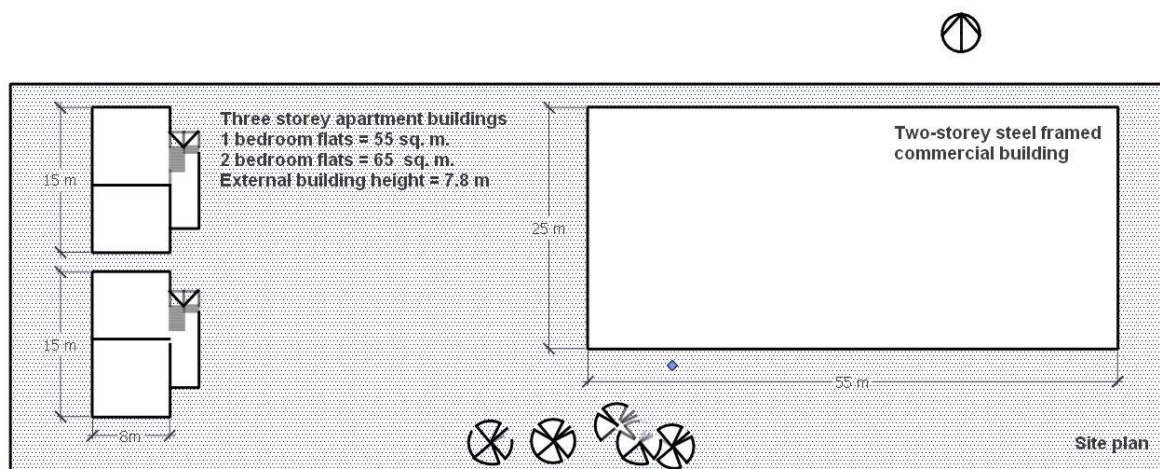 Three storey apartment buildings
1 bedroom flats = 55 sq. m.
2 bedroom flats = 65 sq. m.
External building height = 7.8 m
Two-storey steel framed
commercial building
15 m
25 m
15 m
55 m
8m
Site plan